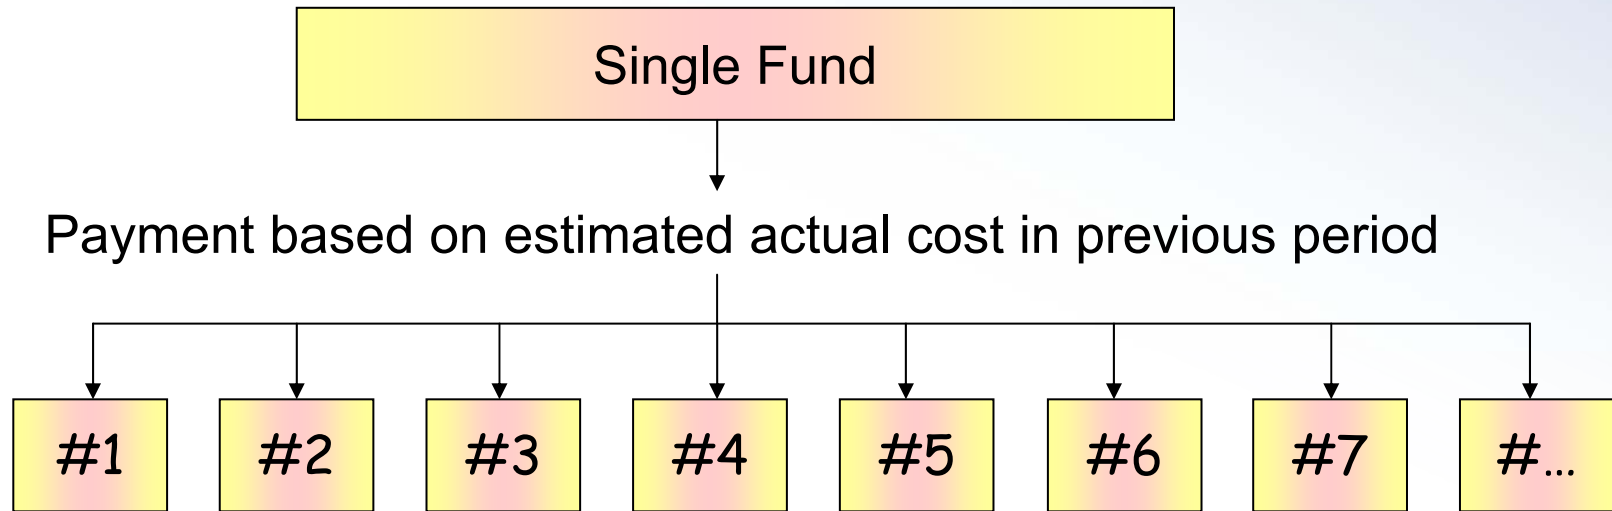 Single Fund
Payment based on estimated actual cost in previous period
#1 #2 #3 #4 #5 #6 #7 #...